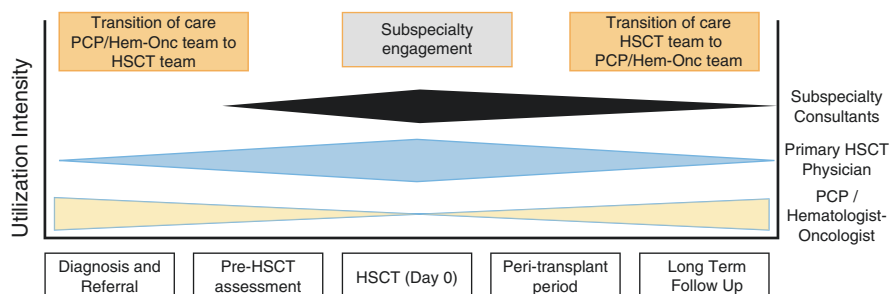 Transition of care
PCP/Hem-Onc team to
HSCT team
Subspecialty
engagement
Transition of care
HSCT team to
PCP/Hem-Onc team
Utilization Intensity
Subspecialty
Consultants
Primary HSCT
Physician
PCP /
Hematologist-
Oncologist
Diagnosis and
Referral
Pre-HSCT
assessment
HSCT (Day 0)
Peri-transplant
period
Long Term
Follow Up